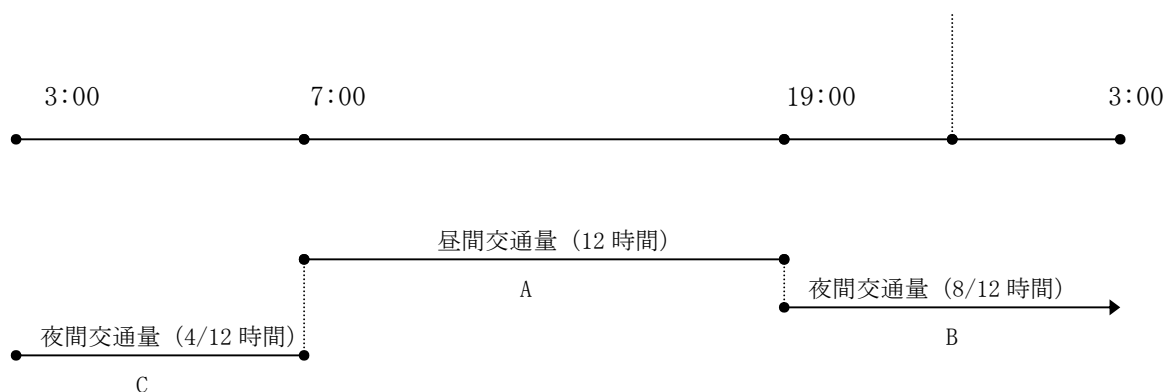 3:00 7:00 19:00 3:00
昼間交通量 (12 時間)
A
夜間交通量 (8/12 時間)
B
夜間交通量 (4/12 時間)
C